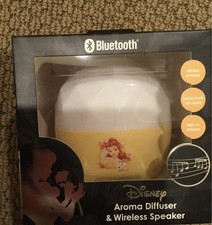 Bluetooth
Disney
Aroma Diffuser
& Wireless Speaker